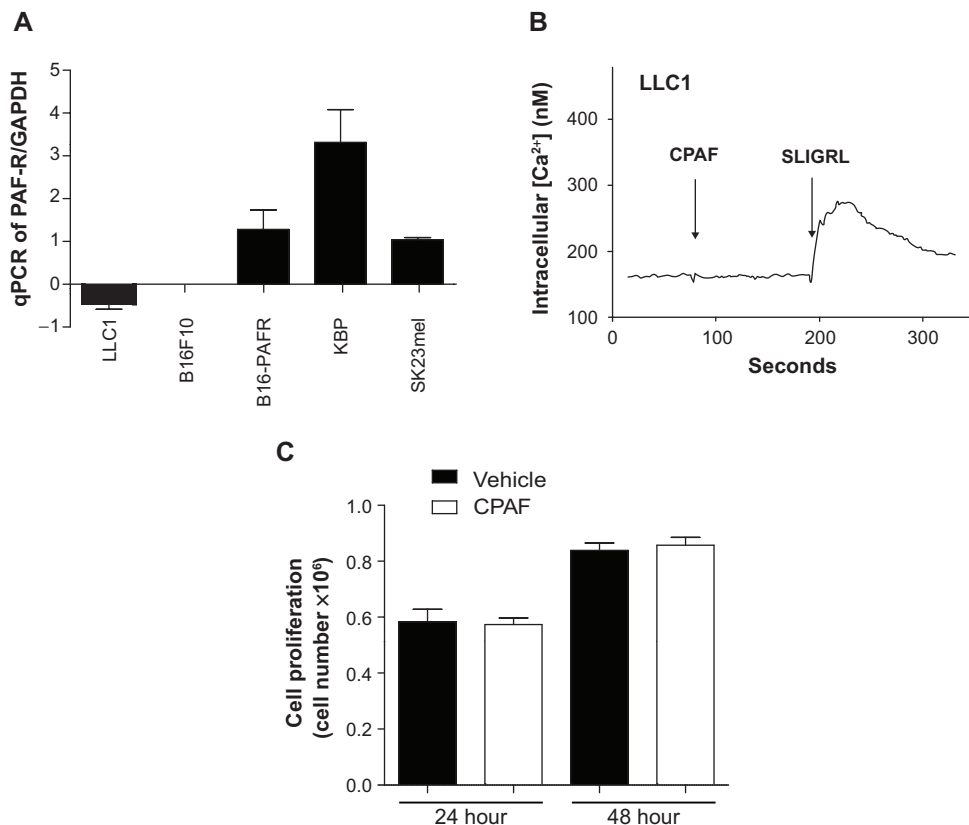 A
qPCR of PAF-R/GAPDH
5
4
3
2
1
0
−1
LLC1
B16F10
B16-PAFR
KBP
SK23mel
B
LLC1
Intracellular [Ca²⁺] (nM)
400
300
200
100
CPAF
SLIGRL
0
100
200
300
Seconds
C
Vehicle
CPAF
Cell proliferation
(cell number ×10⁶)
1.0
0.8
0.6
0.4
0.2
0.0
24 hour
48 hour